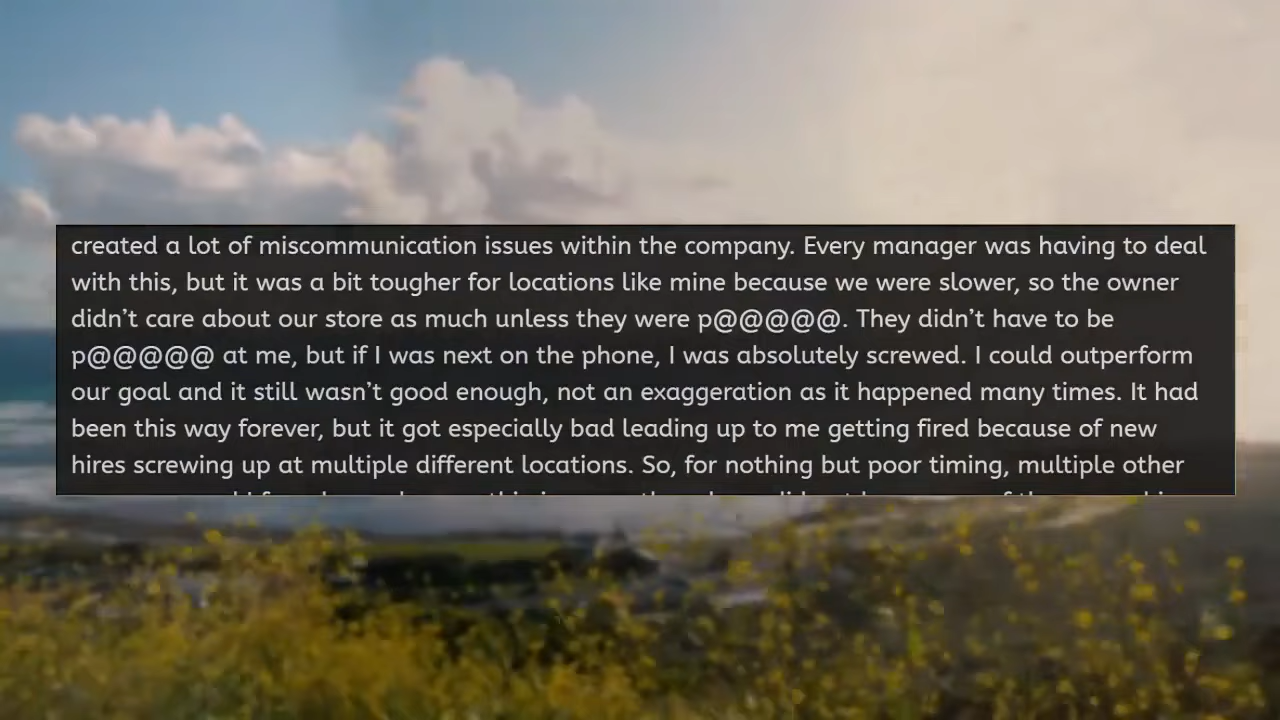 created a lot of miscommunication issues within the company. Every manager was having to deal
with this, but it was a bit tougher for locations like mine because we were slower, so the owner
didn’t care about our store as much unless they were p@@@@@. They didn’t have to be
p@@@@@ at me, but if I was next on the phone, I was absolutely screwed. I could outperform
our goal and it still wasn’t good enough, not an exaggeration as it happened many times. It had
been this way forever, but it got especially bad leading up to me getting fired because of new
hires screwing up at multiple different locations. So, for nothing but poor timing, multiple other